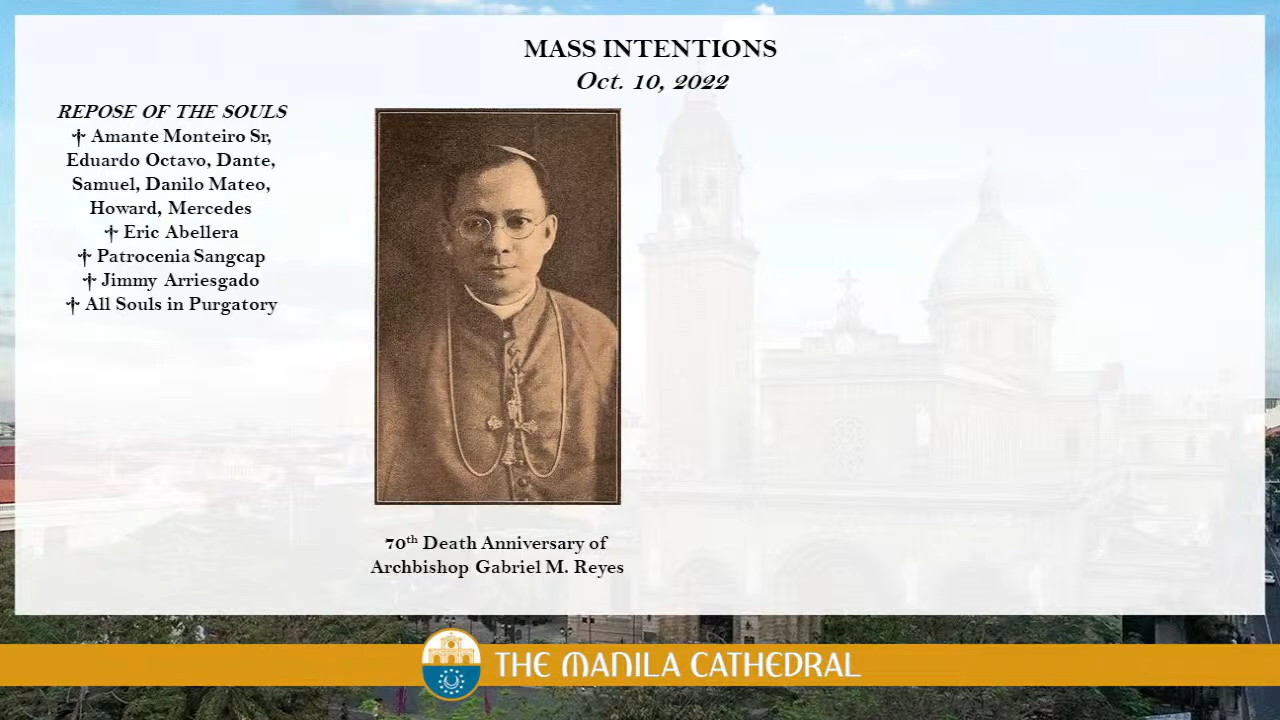 MASS INTENTIONS
Oct. 10, 2022
REPOSE OF THE SOULS
✝ Amante Monteiro Sr,
Eduardo Octavo, Dante,
Samuel, Danilo Mateo,
Howard, Mercedes
✝ Eric Abellera
✝ Patrocenia Sangcap
✝ Jimmy Arriesgado
✝ All Souls in Purgatory
70th Death Anniversary of
Archbishop Gabriel M. Reyes
THE MANILA CATHEDRAL